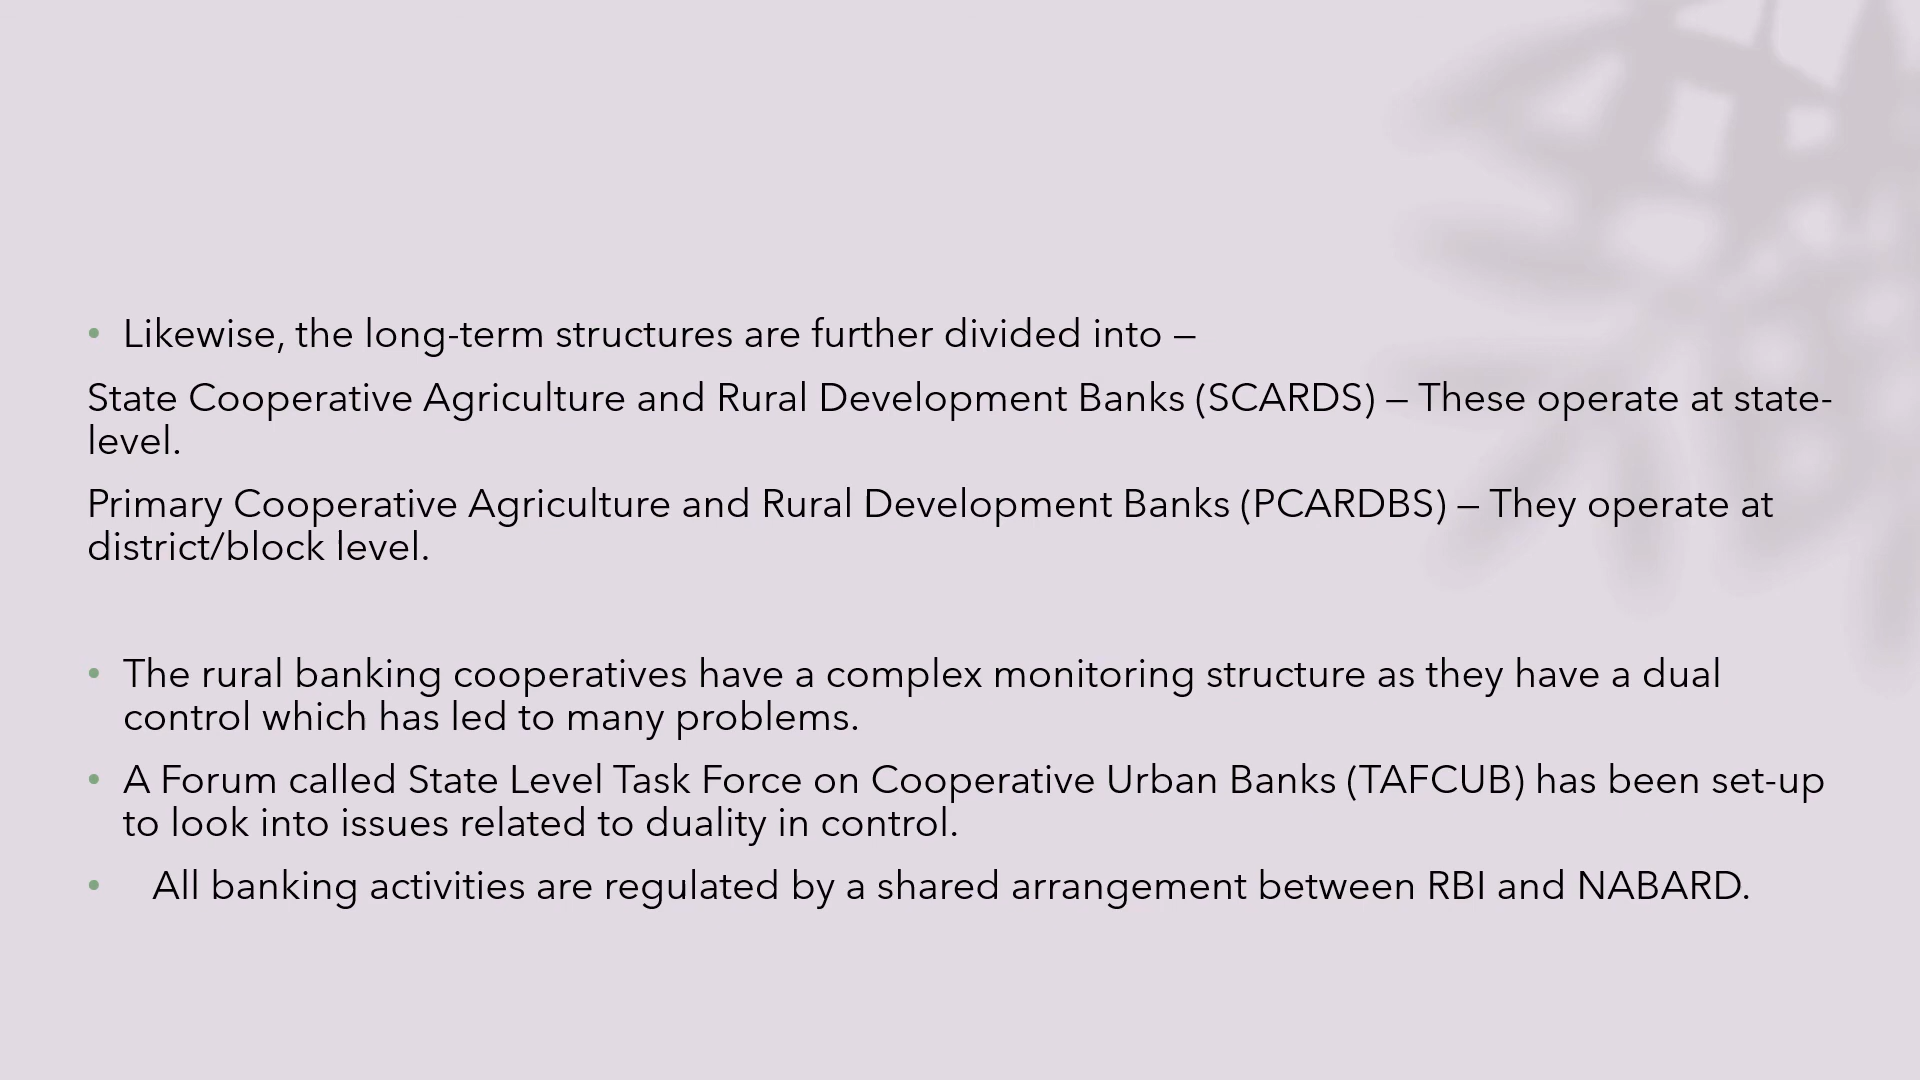 • Likewise, the long-term structures are further divided into –
State Cooperative Agriculture and Rural Development Banks (SCARDS) – These operate at state-
level.
Primary Cooperative Agriculture and Rural Development Banks (PCARDBS) – They operate at
district/block level.
• The rural banking cooperatives have a complex monitoring structure as they have a dual
control which has led to many problems.
• A Forum called State Level Task Force on Cooperative Urban Banks (TAFCUB) has been set-up
to look into issues related to duality in control.
• All banking activities are regulated by a shared arrangement between RBI and NABARD.